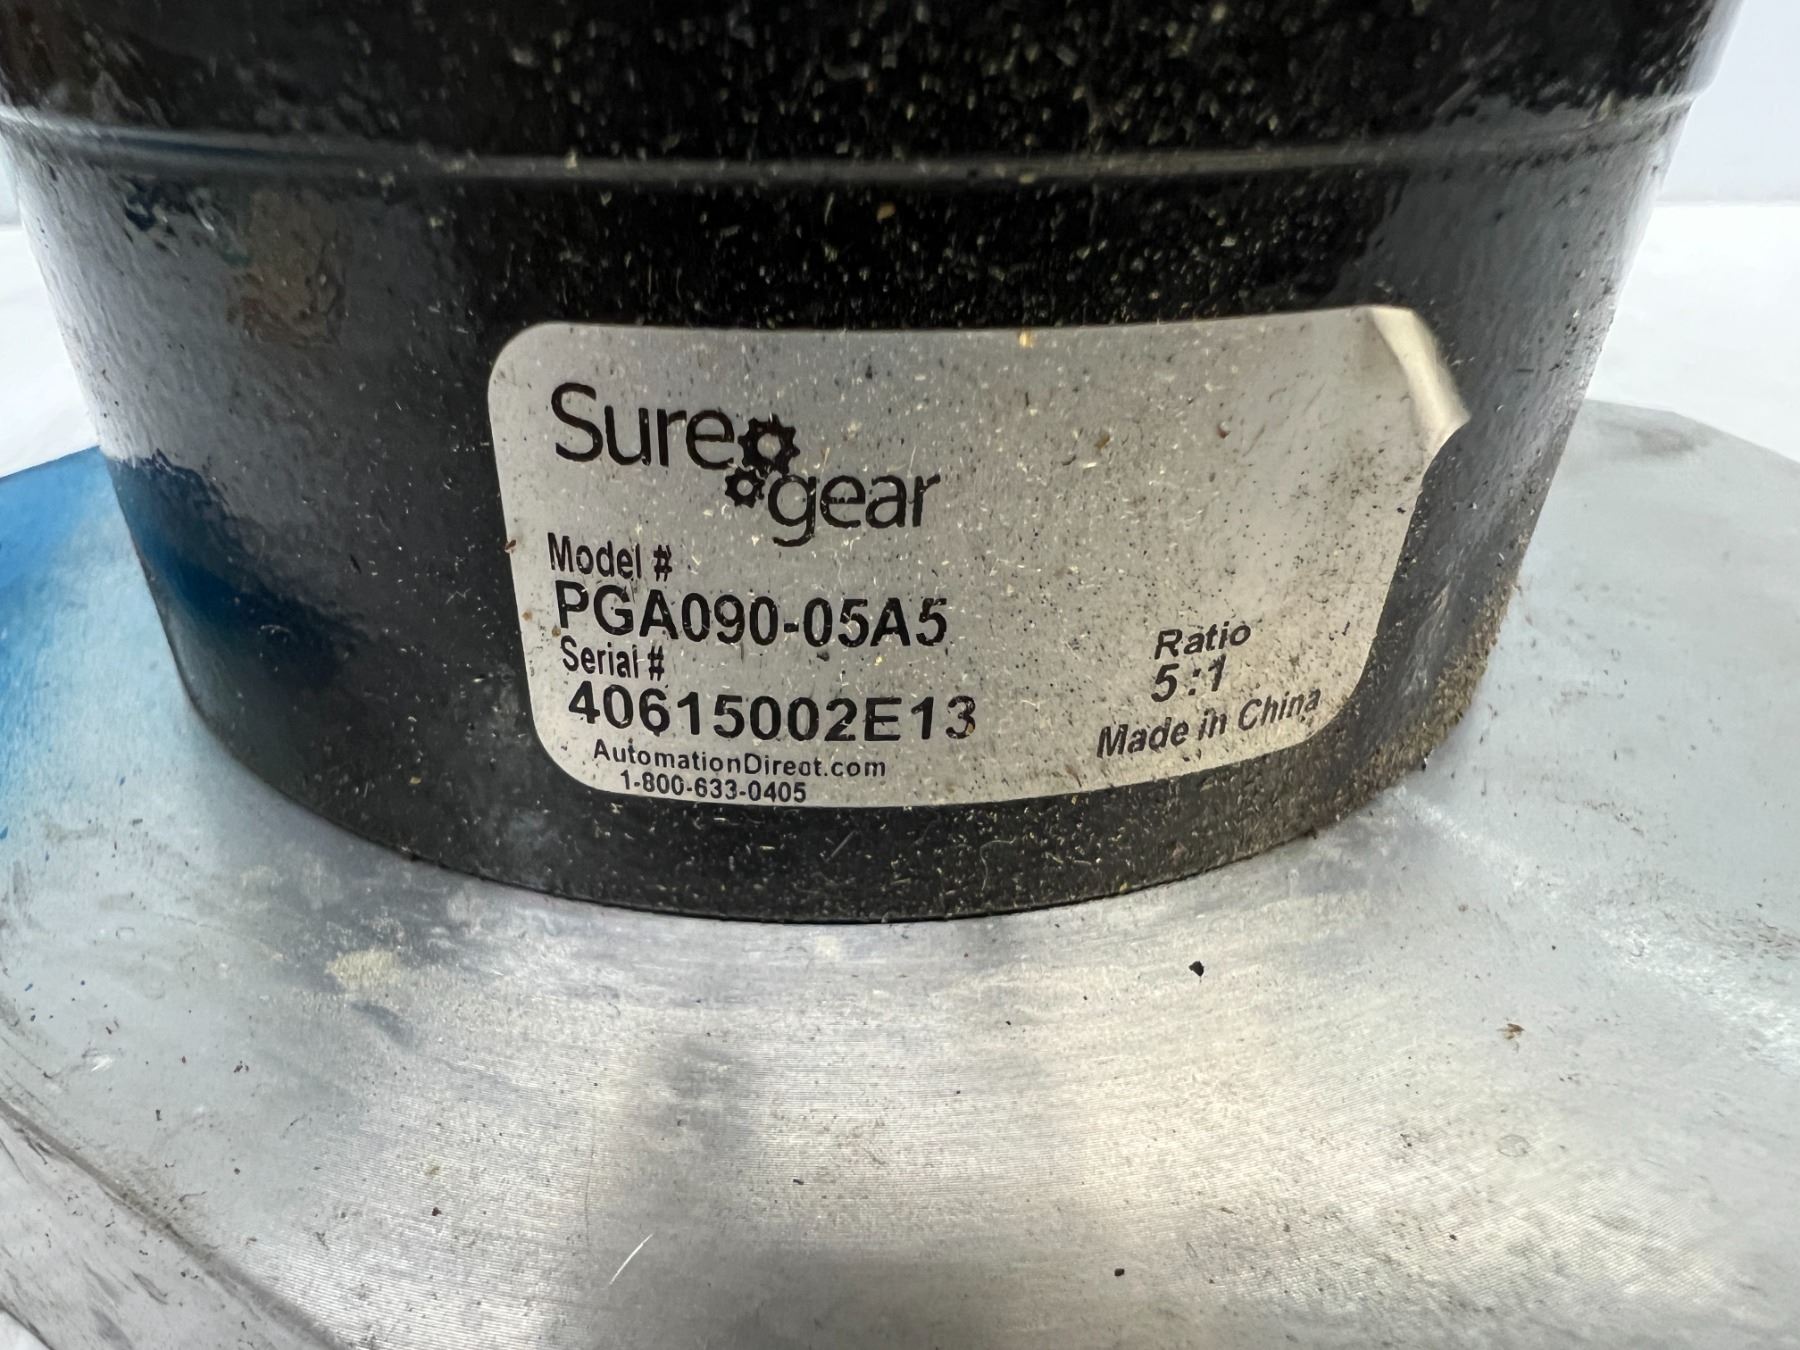 Sure
gear
Model #
PGA090-05A5
Serial #
40615002E13
AutomationDirect.com
1-800-633-0405
Ratio
5:1
Made in China